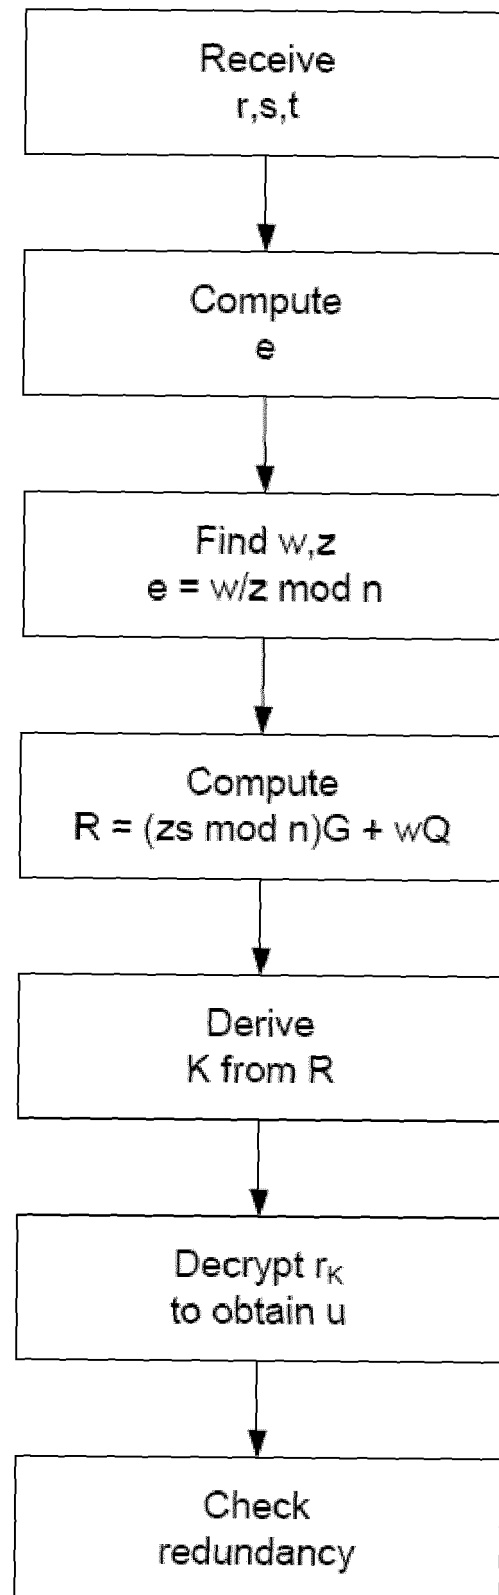 Receive
r,s,t
Compute
e
Find w,z
e = w/z mod n
Compute
R = (zs mod n)G + wQ
Derive
K from R
Decrypt r_K
to obtain u
Check
redundancy